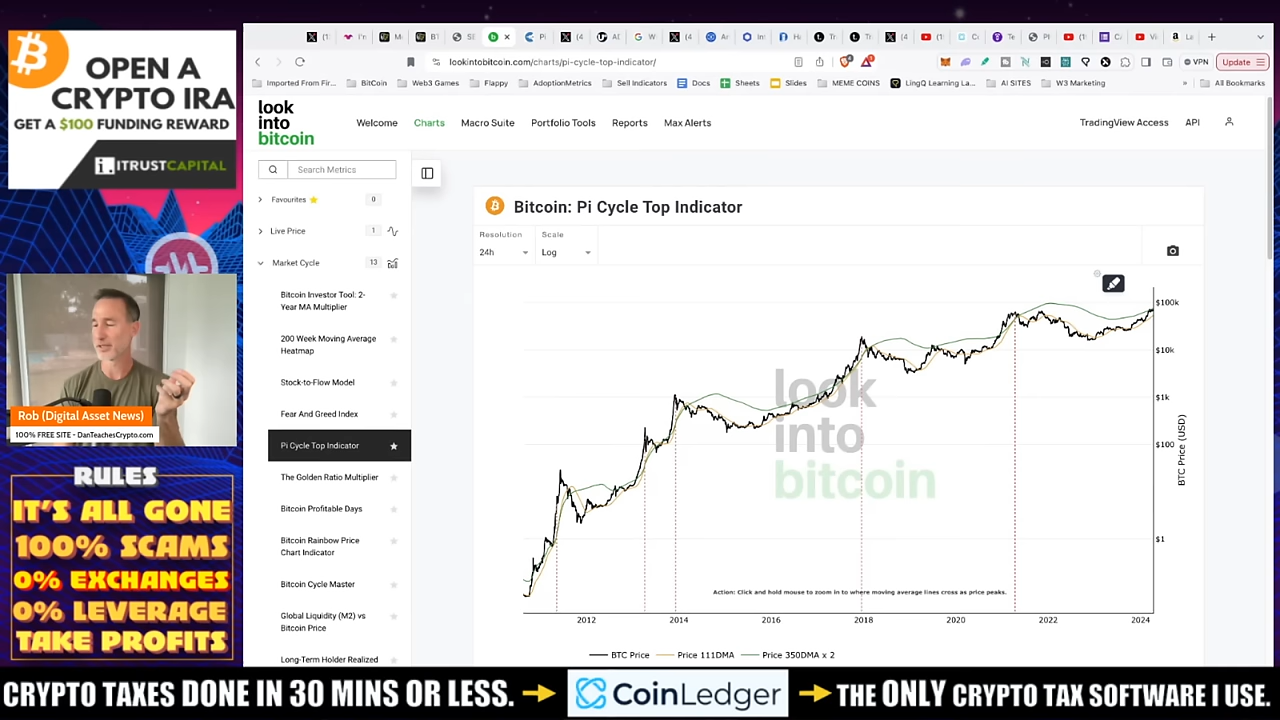 OPEN A
CRYPTO IRA
GET A $100 FUNDING REWARD
i. iTRUSTCAPITAL
Rob (Digital Asset News)
100% FREE SITE - DanTeachesCrypto.com
RULES
IT'S ALL GONE
100% SCAMS
0% EXCHANGES
0% LEVERAGE
TAKE PROFITS
lookintobitcoin.com/charts/pi-cycle-top-indicator/
VPN
Update
Imported From Fir...
BitCoin
Web3 Games
Flappy
AdoptionMetrics
Sell Indicators
Docs
Sheets
Slides
MEME COINS
LinQ Learning La...
AI SITES
W3 Marketing
»
All Bookmarks
look
into
bitcoin
Welcome
Charts
Macro Suite
Portfolio Tools
Reports
Max Alerts
TradingView Access
API
Search Metrics
Favourites
0
Live Price
1
Market Cycle
13
Bitcoin Investor Tool: 2-
Year MA Multiplier
200 Week Moving Average
Heatmap
Stock-to-Flow Model
Fear And Greed Index
Pi Cycle Top Indicator
The Golden Ratio Multiplier
Bitcoin Profitable Days
Bitcoin Rainbow Price
Chart Indicator
Bitcoin Cycle Master
Global Liquidity (M2) vs
Bitcoin Price
Long-Term Holder Realized
Bitcoin: Pi Cycle Top Indicator
Resolution
24h
Scale
Log
$100k
$10k
$1k
$100
$1
BTC Price (USD)
look
into
bitcoin
Action: Click and hold mouse to zoom in to where moving average lines cross as price peaks.
2012
2014
2016
2018
2020
2022
2024
BTC Price
Price 111DMA
Price 350DMA x 2
CRYPTO TAXES DONE IN 30 MINS OR LESS.
CoinLedger
THE ONLY CRYPTO TAX SOFTWARE I USE.